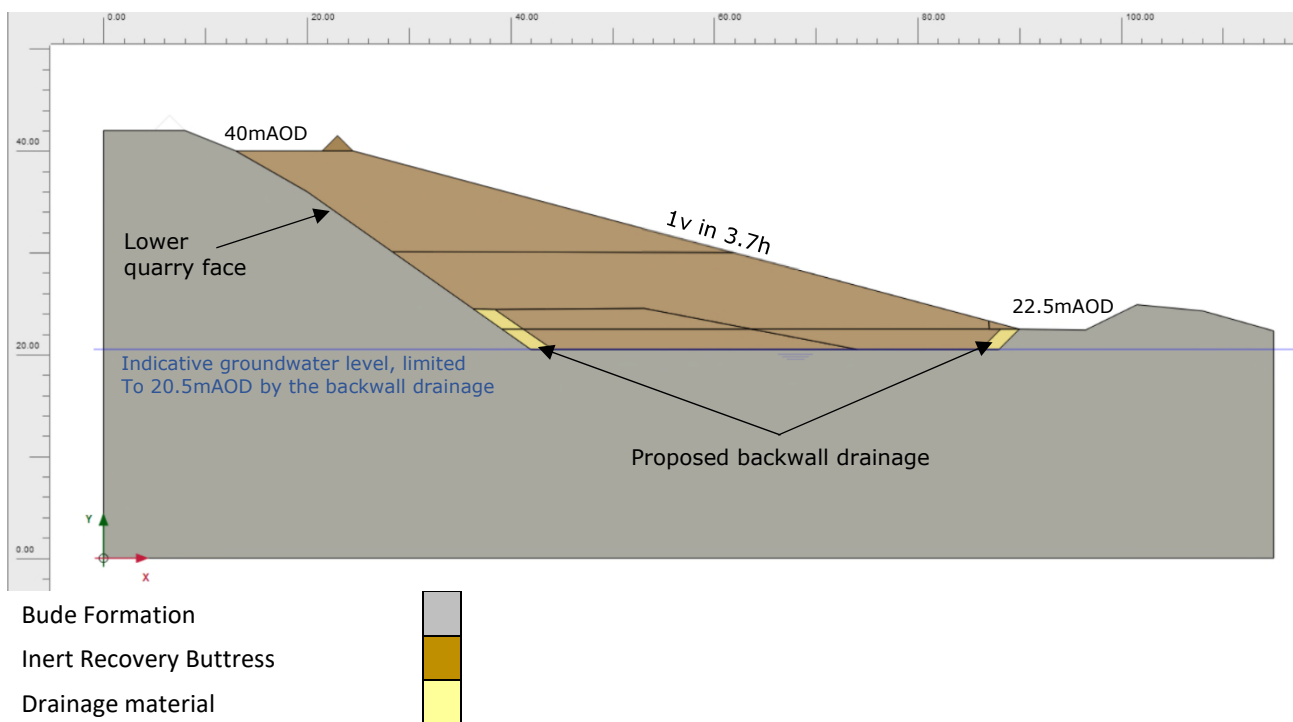 0.00 20.00 40.00 60.00 80.00 100.00
40.00
20.00
0.00
40mAOD
1v in 3.7h
Lower
quarry face
22.5mAOD
Indicative groundwater level, limited
To 20.5mAOD by the backwall drainage
Proposed backwall drainage
Y
X
Bude Formation
Inert Recovery Buttress
Drainage material